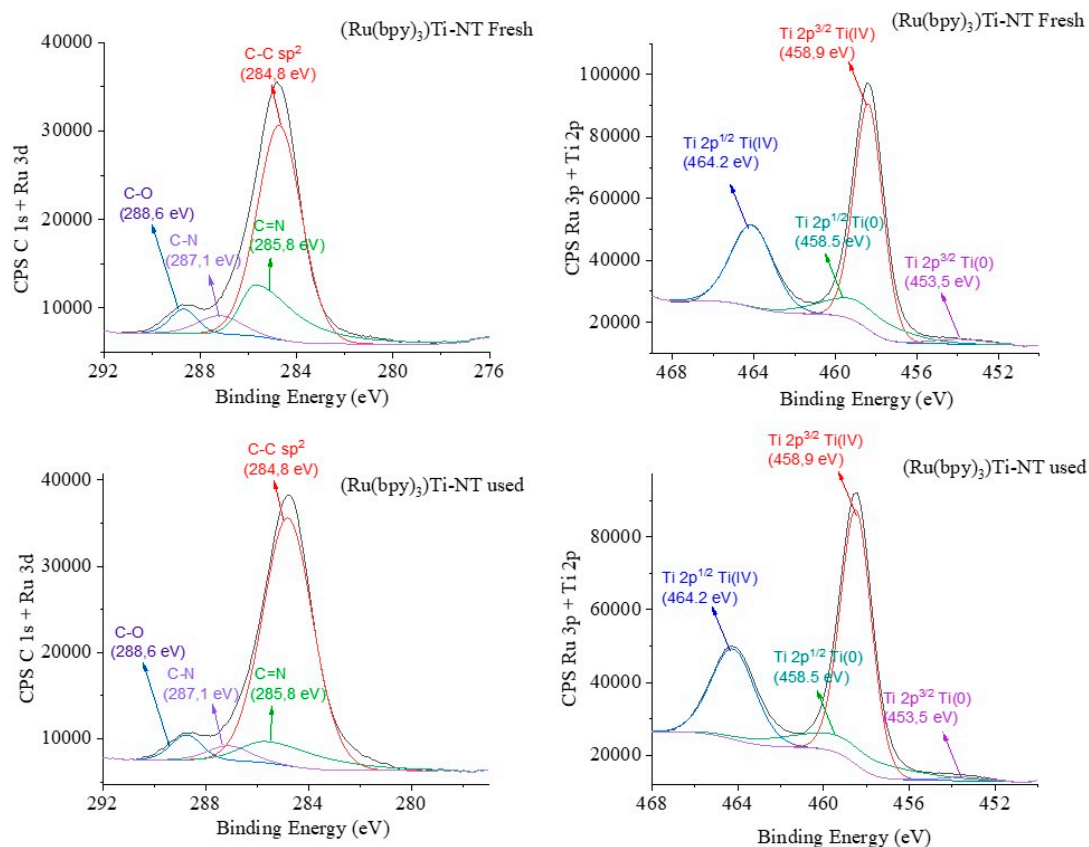 (Ru(bpy)₃)Ti-NT Fresh
CPS C 1s + Ru 3d
40000
30000
20000
10000
C-C sp²
(284,8 eV)
C-O
(288,6 eV)
C-N
(287,1 eV)
C=N
(285,8 eV)
292 288 284 280 276
Binding Energy (eV)
(Ru(bpy)₃)Ti-NT Fresh
CPS Ru 3p + Ti 2p
100000
80000
60000
40000
20000
Ti 2p³/² Ti(IV)
(458,9 eV)
Ti 2p¹/² Ti(IV)
(464.2 eV)
Ti 2p¹/² Ti(0)
(458.5 eV)
Ti 2p³/² Ti(0)
(453,5 eV)
468 464 460 456 452
Binding Energy (eV)
(Ru(bpy)₃)Ti-NT used
CPS C 1s + Ru 3d
40000
30000
20000
10000
C-C sp²
(284,8 eV)
C-O
(288,6 eV)
C-N
(287,1 eV)
C=N
(285,8 eV)
292 288 284 280
Binding Energy (eV)
(Ru(bpy)₃)Ti-NT used
CPS Ru 3p + Ti 2p
80000
60000
40000
20000
Ti 2p³/² Ti(IV)
(458,9 eV)
Ti 2p¹/² Ti(IV)
(464.2 eV)
Ti 2p¹/² Ti(0)
(458.5 eV)
Ti 2p³/² Ti(0)
(453,5 eV)
468 464 460 456 452
Binding Energy (eV)